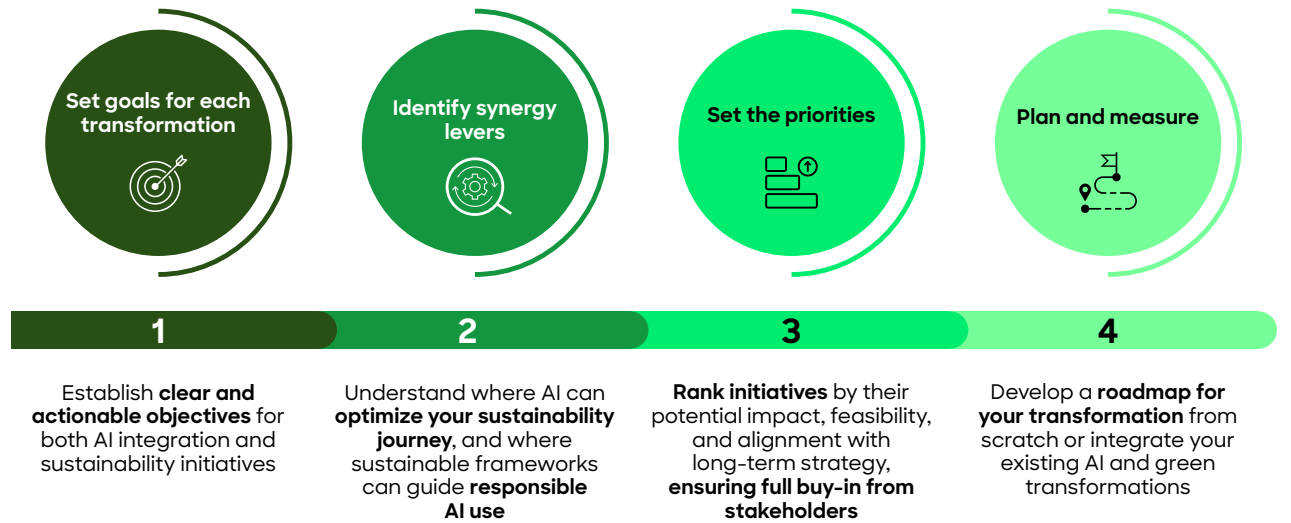 Set goals for each
transformation
Identify synergy
levers
Set the priorities
Plan and measure
1
2
3
4
Establish clear and
actionable objectives for
both AI integration and
sustainability initiatives
Understand where AI can
optimize your sustainability
journey, and where
sustainable frameworks
can guide responsible
AI use
Rank initiatives by their
potential impact, feasibility,
and alignment with
long-term strategy,
ensuring full buy-in from
stakeholders
Develop a roadmap for
your transformation from
scratch or integrate your
existing AI and green
transformations